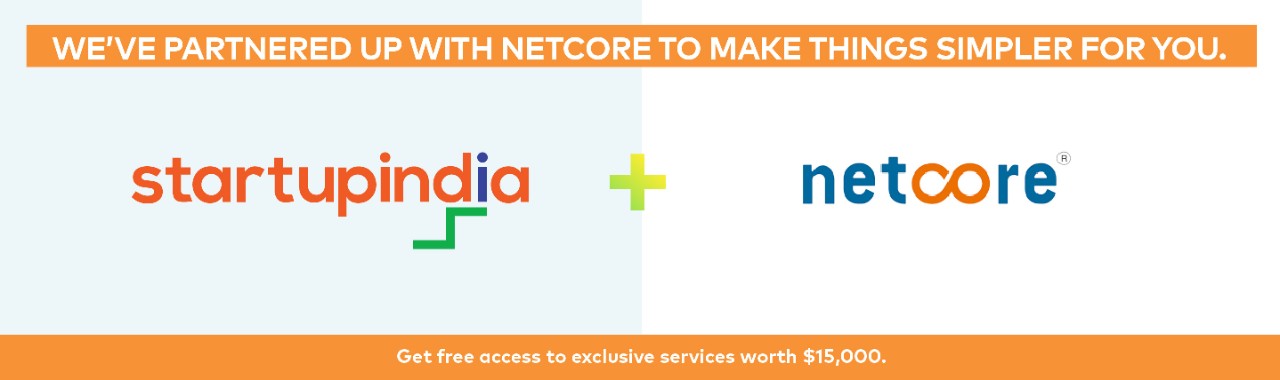 WE'VE PARTNERED UP WITH NETCORE TO MAKE THINGS SIMPLER FOR YOU.
startupindia
+
netcore ®
Get free access to exclusive services worth $15,000.